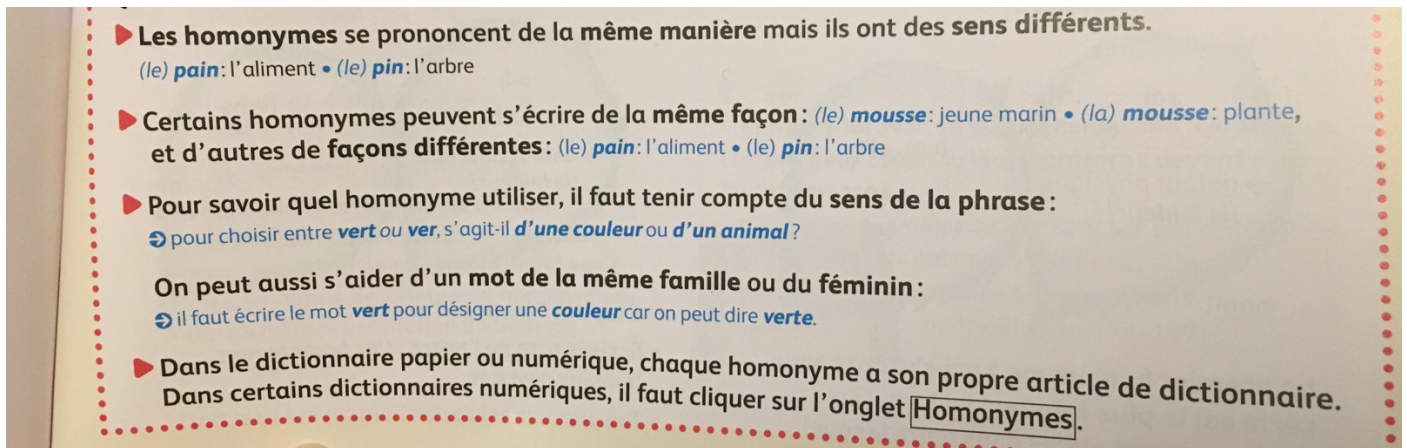 Les homonymes se prononcent de la même manière mais ils ont des sens différents.
(le) pain : l'aliment • (le) pin : l'arbre
Certains homonymes peuvent s'écrire de la même façon : (le) mousse : jeune marin • (la) mousse : plante,
et d'autres de façons différentes : (le) pain : l'aliment • (le) pin : l'arbre
Pour savoir quel homonyme utiliser, il faut tenir compte du sens de la phrase :
pour choisir entre vert ou ver, s'agit-il d'une couleur ou d'un animal ?
On peut aussi s'aider d'un mot de la même famille ou du féminin :
il faut écrire le mot vert pour désigner une couleur car on peut dire verte.
Dans le dictionnaire papier ou numérique, chaque homonyme a son propre article de dictionnaire.
Dans certains dictionnaires numériques, il faut cliquer sur l'onglet Homonymes.